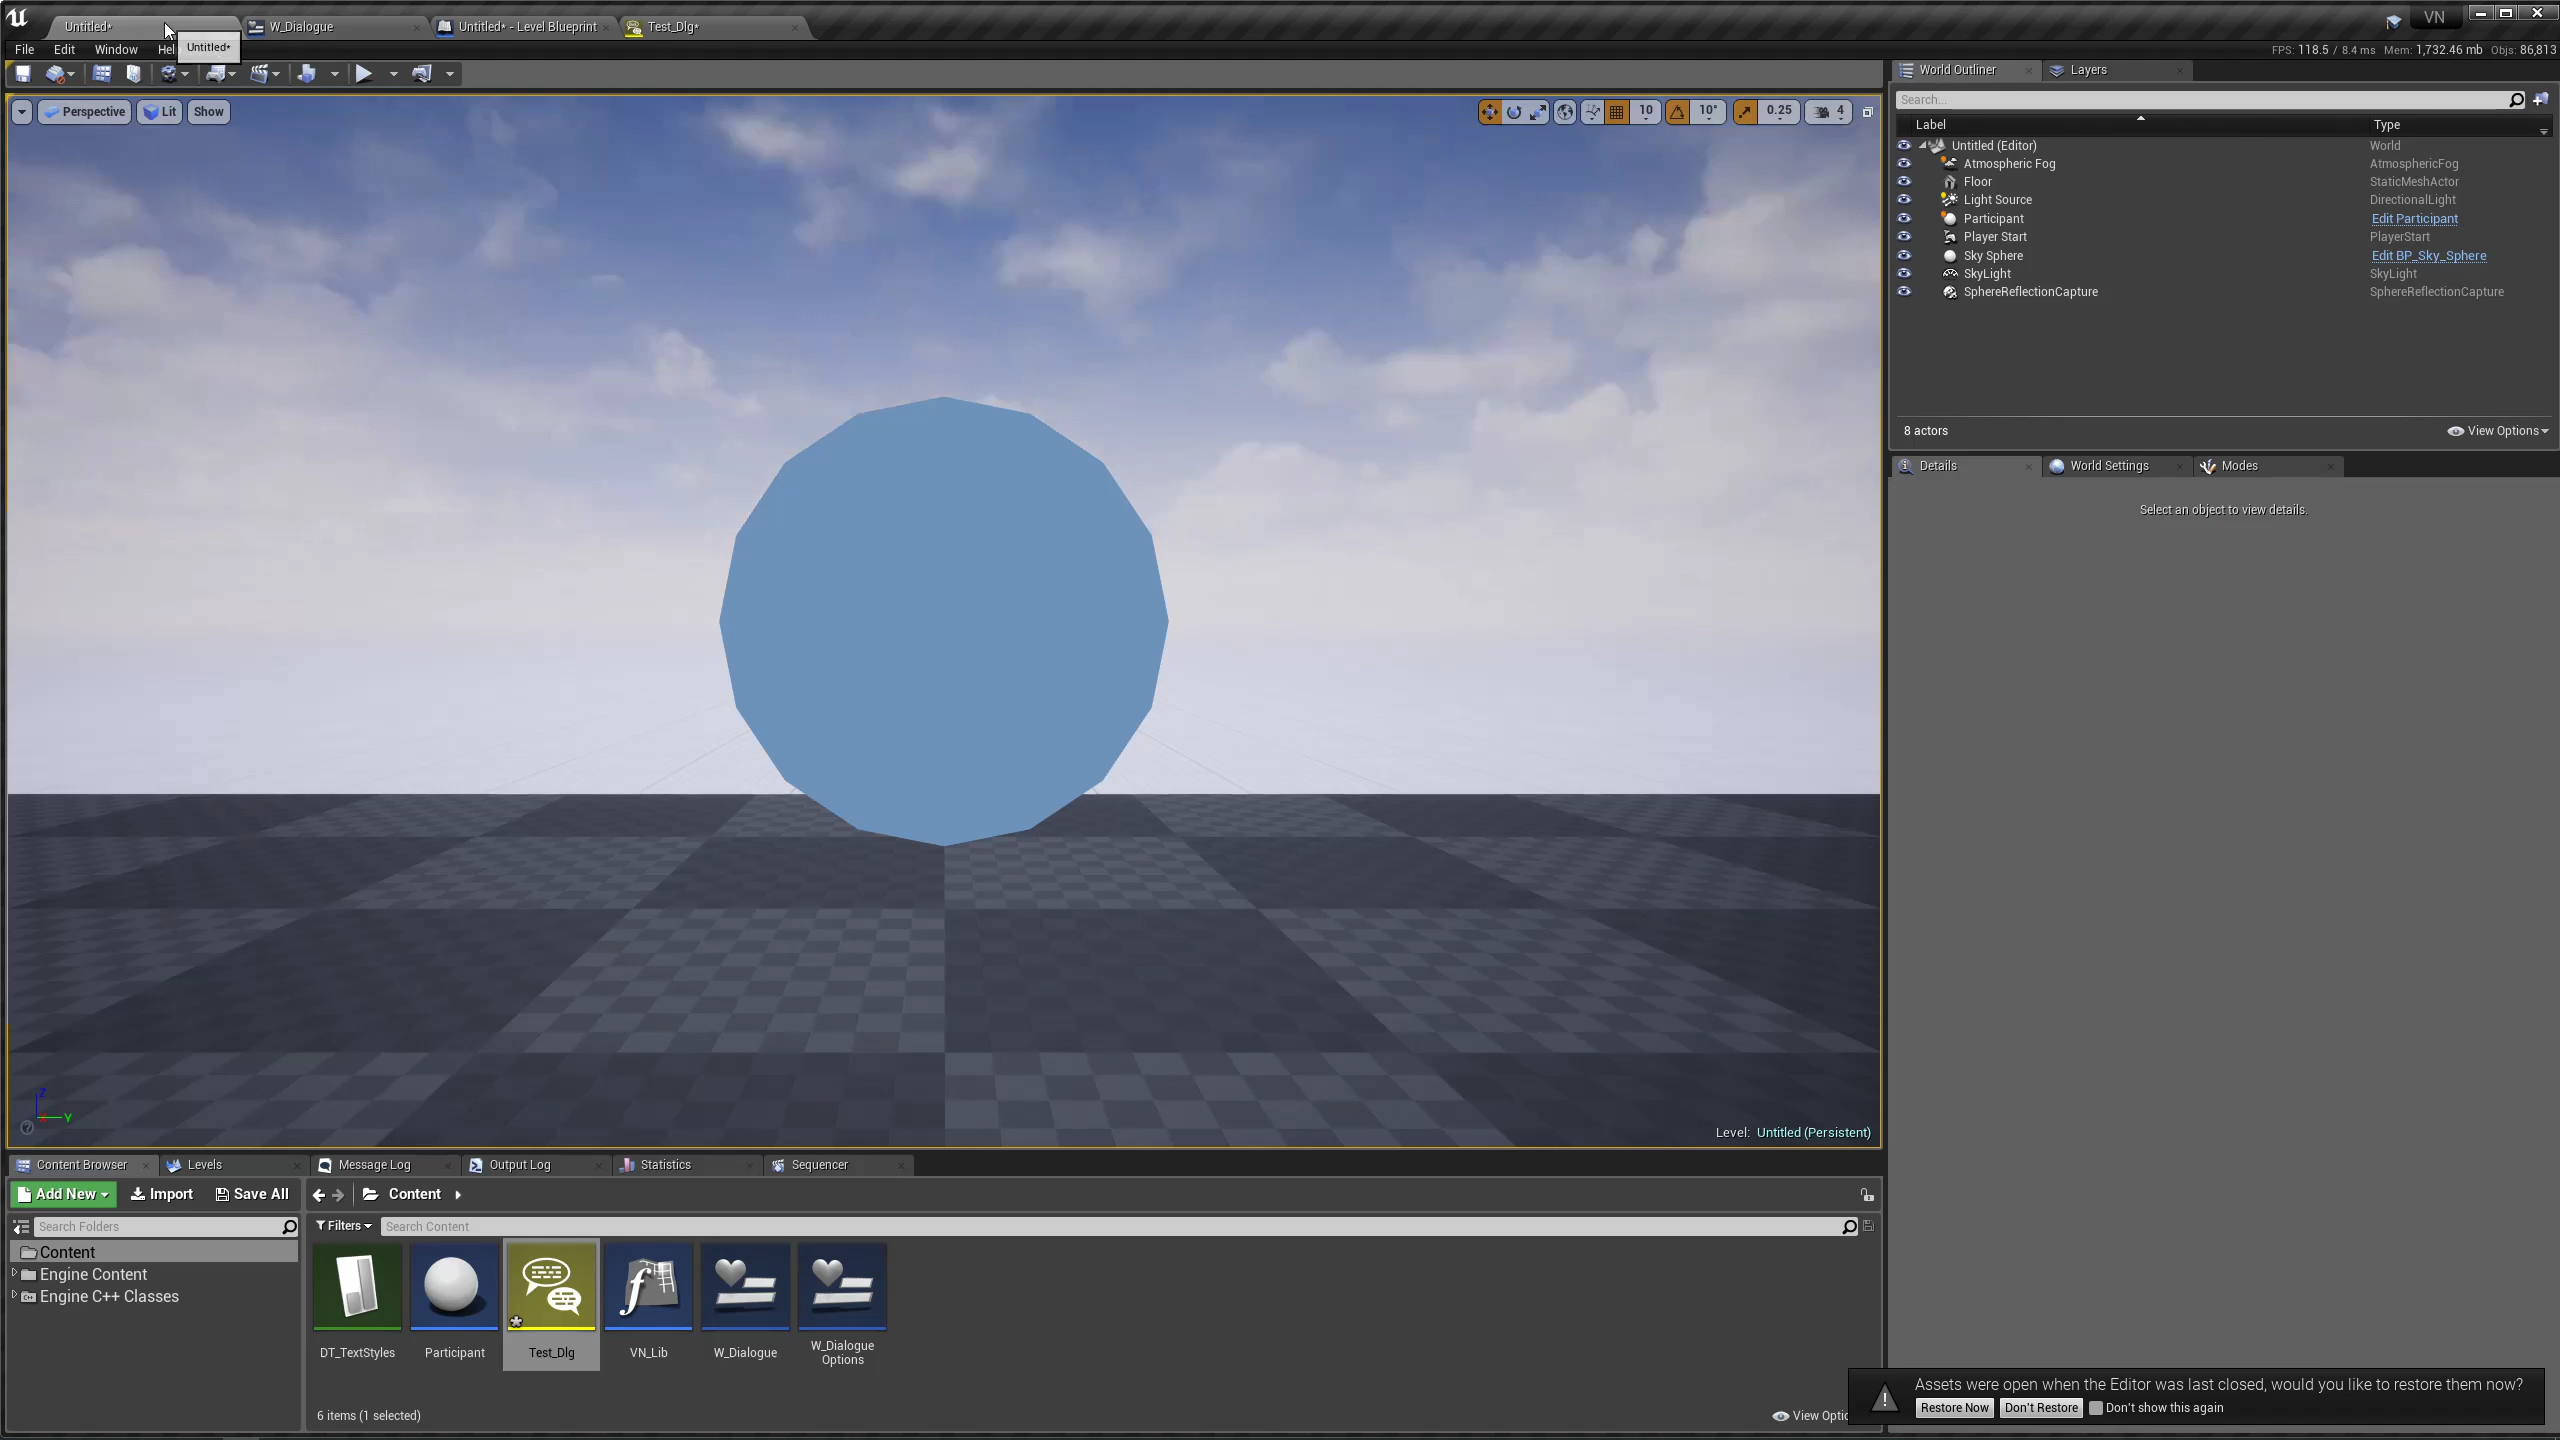 Untitled*
W_Dialogue
Untitled* - Level Blueprint
Test_Dlg*
VN
File Edit Window Hel
Untitled*
FPS: 118.5 / 8.4 ms Mem: 1,732.46 mb Objs: 86,813
World Outliner
Layers
Perspective Lit Show
10 10° 0.25 4
Search...
Label Type
Untitled (Editor) World
Atmospheric Fog AtmosphericFog
Floor StaticMeshActor
Light Source DirectionalLight
Participant Edit Participant
Player Start PlayerStart
Sky Sphere Edit BP_Sky_Sphere
SkyLight SkyLight
SphereReflectionCapture SphereReflectionCapture
8 actors View Options
Details World Settings Modes
Select an object to view details.
Z
X
Y
Level: Untitled (Persistent)
Content Browser Levels Message Log Output Log Statistics Sequencer
Add New Import Save All Content
Search Folders Filters Search Content
Content
Engine Content
Engine C++ Classes
DT_TextStyles
Participant
Test_Dlg
VN_Lib
W_Dialogue
W_Dialogue
Options
6 items (1 selected) View Optio
Assets were open when the Editor was last closed, would you like to restore them now?
Restore Now Don't Restore Don't show this again